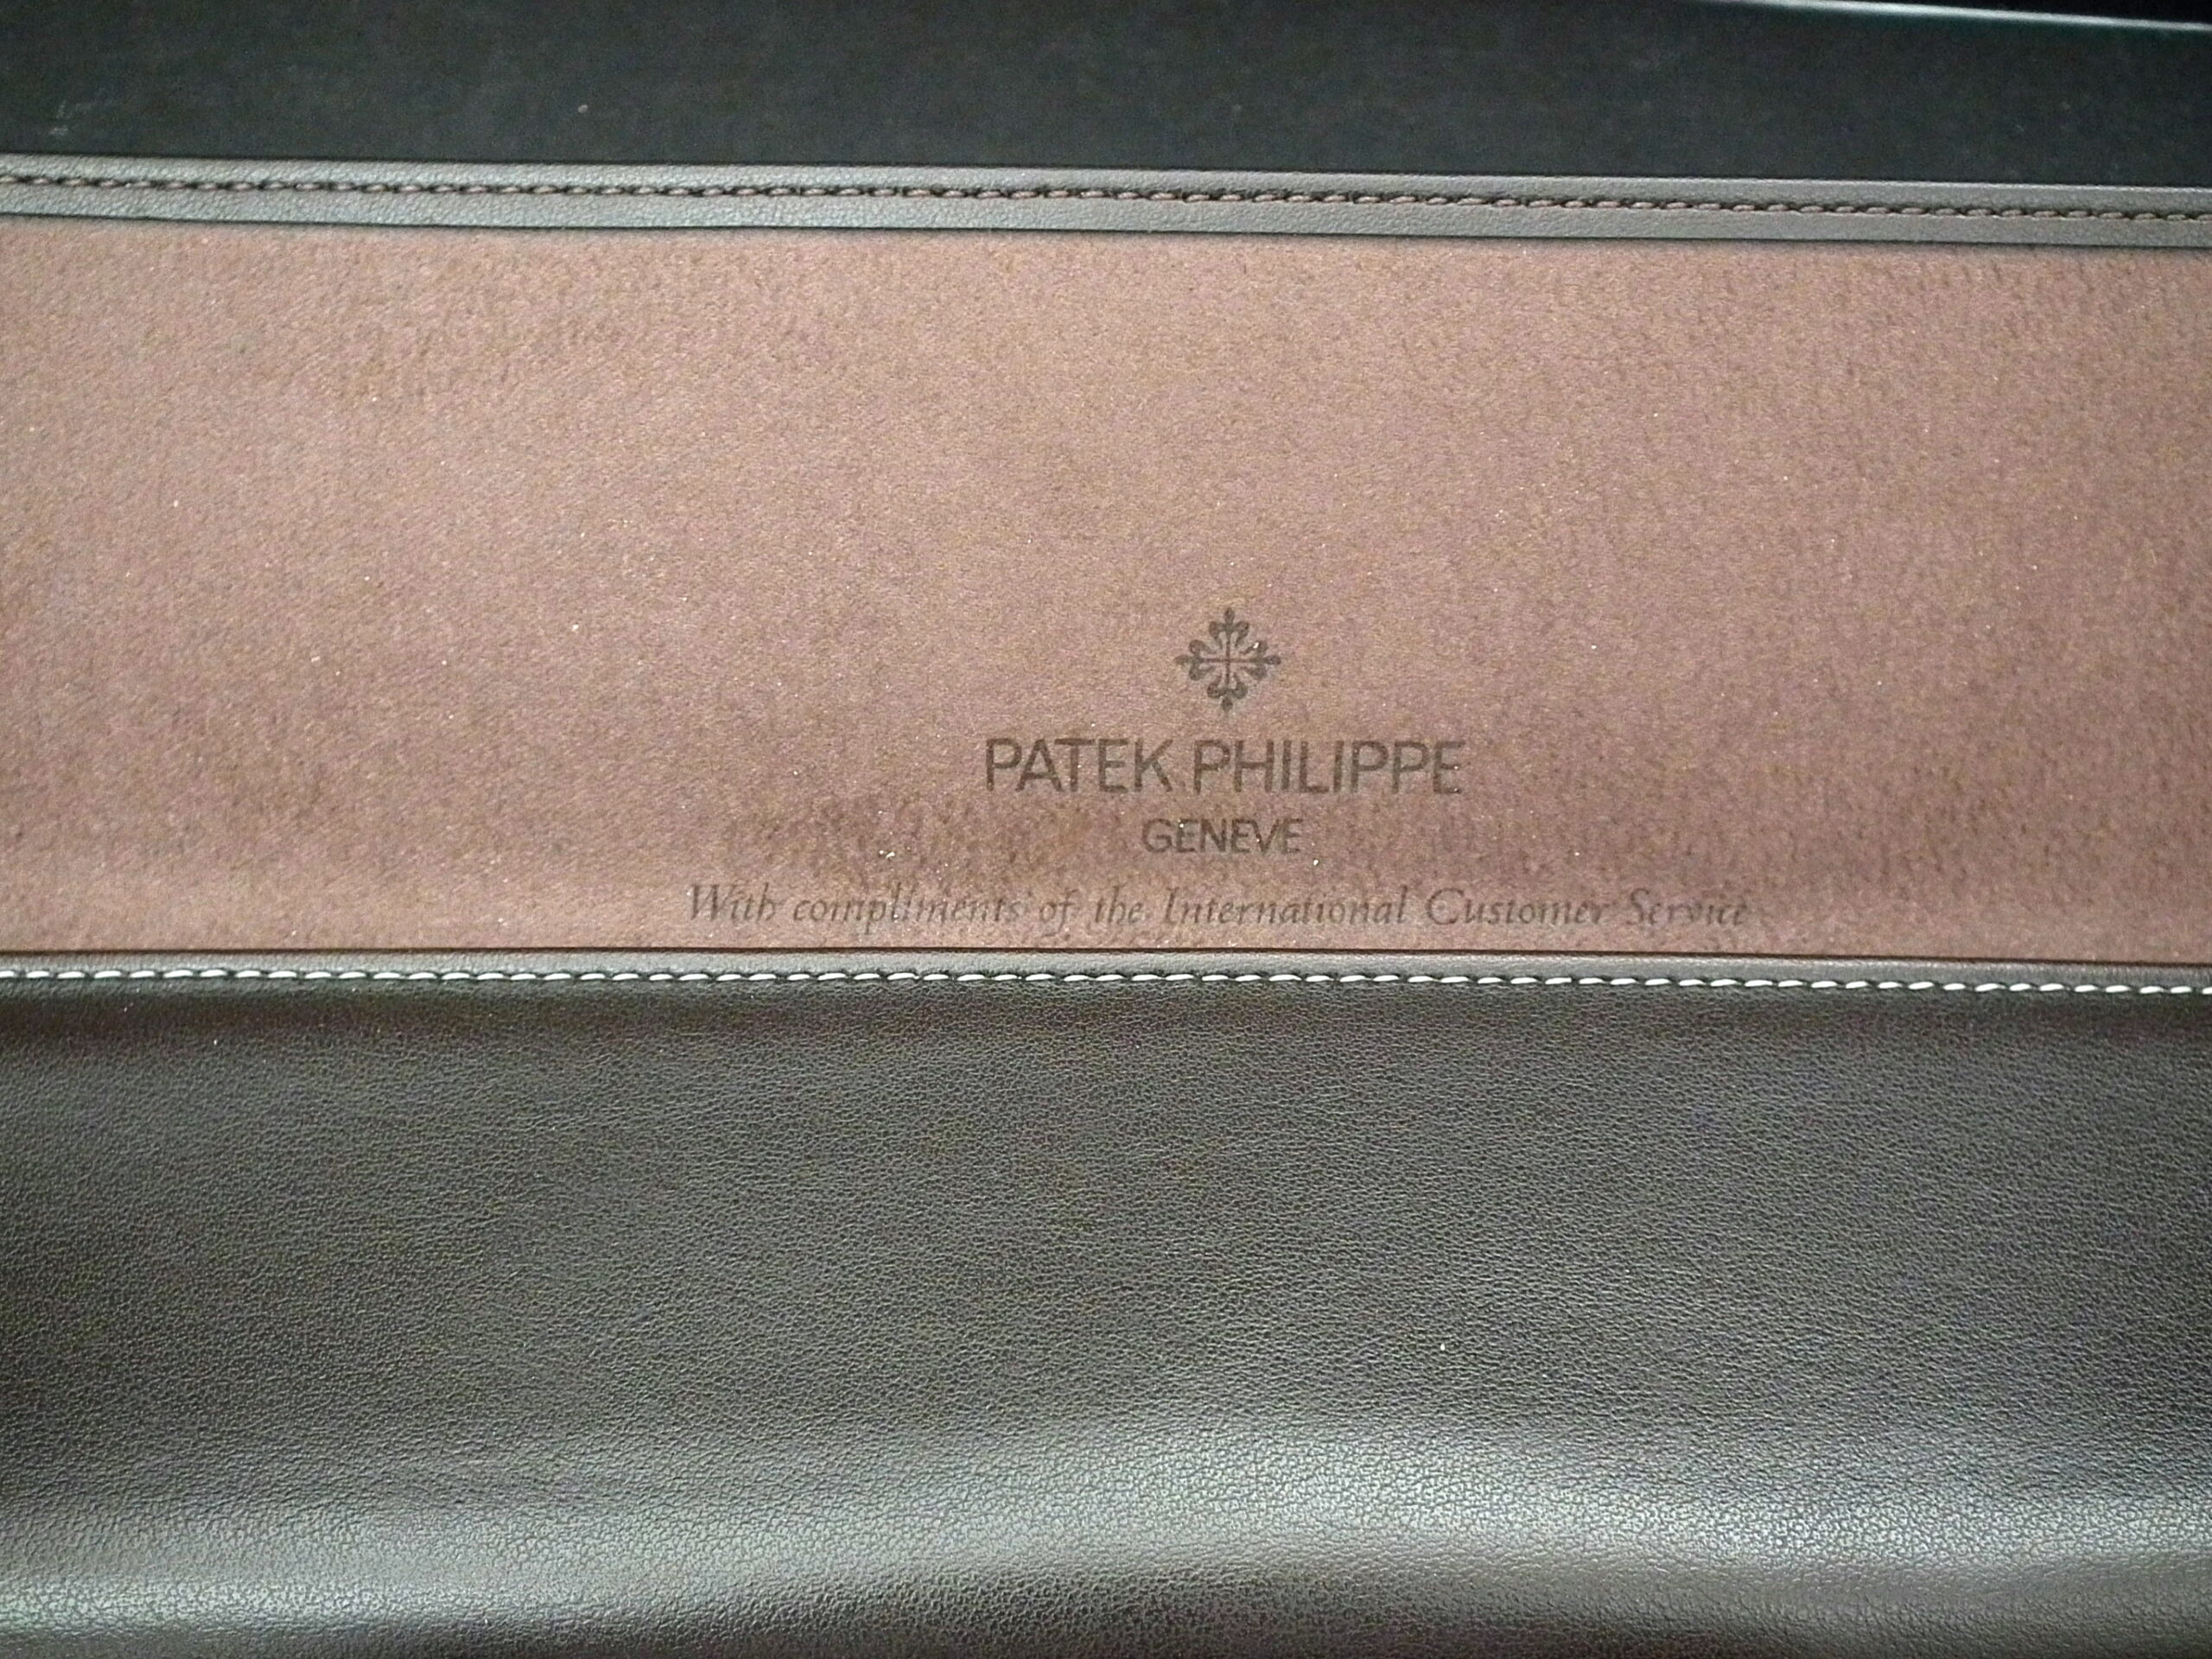 PATEK PHILIPPE
GENEVE
With compliments of the International Customer Service